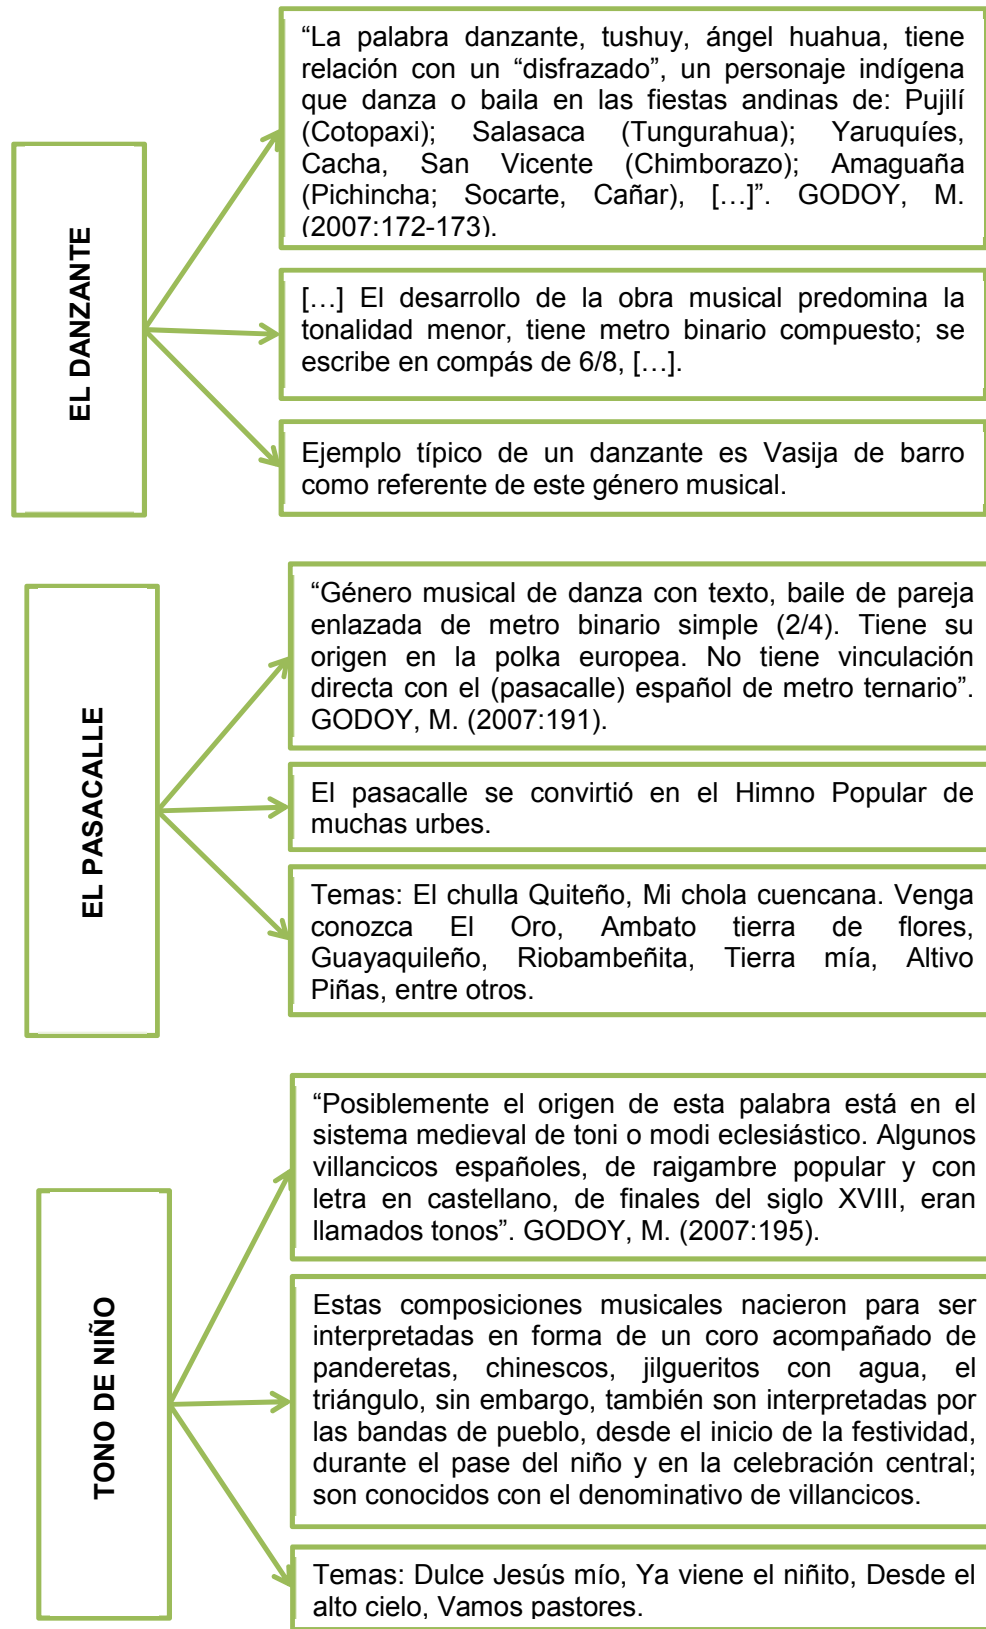 EL DANZANTE
“La palabra danzante, tushuy, ángel huahua, tiene
relación con un “disfrazado”, un personaje indígena
que danza o baila en las fiestas andinas de: Pujilí
(Cotopaxi); Salasaca (Tungurahua); Yaruquíes,
Cacha, San Vicente (Chimborazo); Amaguaña
(Pichincha; Socarte, Cañar), […]”. GODOY, M.
(2007:172-173).
[…] El desarrollo de la obra musical predomina la
tonalidad menor, tiene metro binario compuesto; se
escribe en compás de 6/8, […].
Ejemplo típico de un danzante es Vasija de barro
como referente de este género musical.
EL PASACALLE
“Género musical de danza con texto, baile de pareja
enlazada de metro binario simple (2/4). Tiene su
origen en la polka europea. No tiene vinculación
directa con el (pasacalle) español de metro ternario”.
GODOY, M. (2007:191).
El pasacalle se convirtió en el Himno Popular de
muchas urbes.
Temas: El chulla Quiteño, Mi chola cuencana. Venga
conozca El Oro, Ambato tierra de flores,
Guayaquileño, Riobambeñita, Tierra mía, Altivo
Piñas, entre otros.
TONO DE NIÑO
“Posiblemente el origen de esta palabra está en el
sistema medieval de toni o modi eclesiástico. Algunos
villancicos españoles, de raigambre popular y con
letra en castellano, de finales del siglo XVIII, eran
llamados tonos”. GODOY, M. (2007:195).
Estas composiciones musicales nacieron para ser
interpretadas en forma de un coro acompañado de
panderetas, chinescos, jilgueritos con agua, el
triángulo, sin embargo, también son interpretadas por
las bandas de pueblo, desde el inicio de la festividad,
durante el pase del niño y en la celebración central;
son conocidos con el denominativo de villancicos.
Temas: Dulce Jesús mío, Ya viene el niñito, Desde el
alto cielo, Vamos pastores.